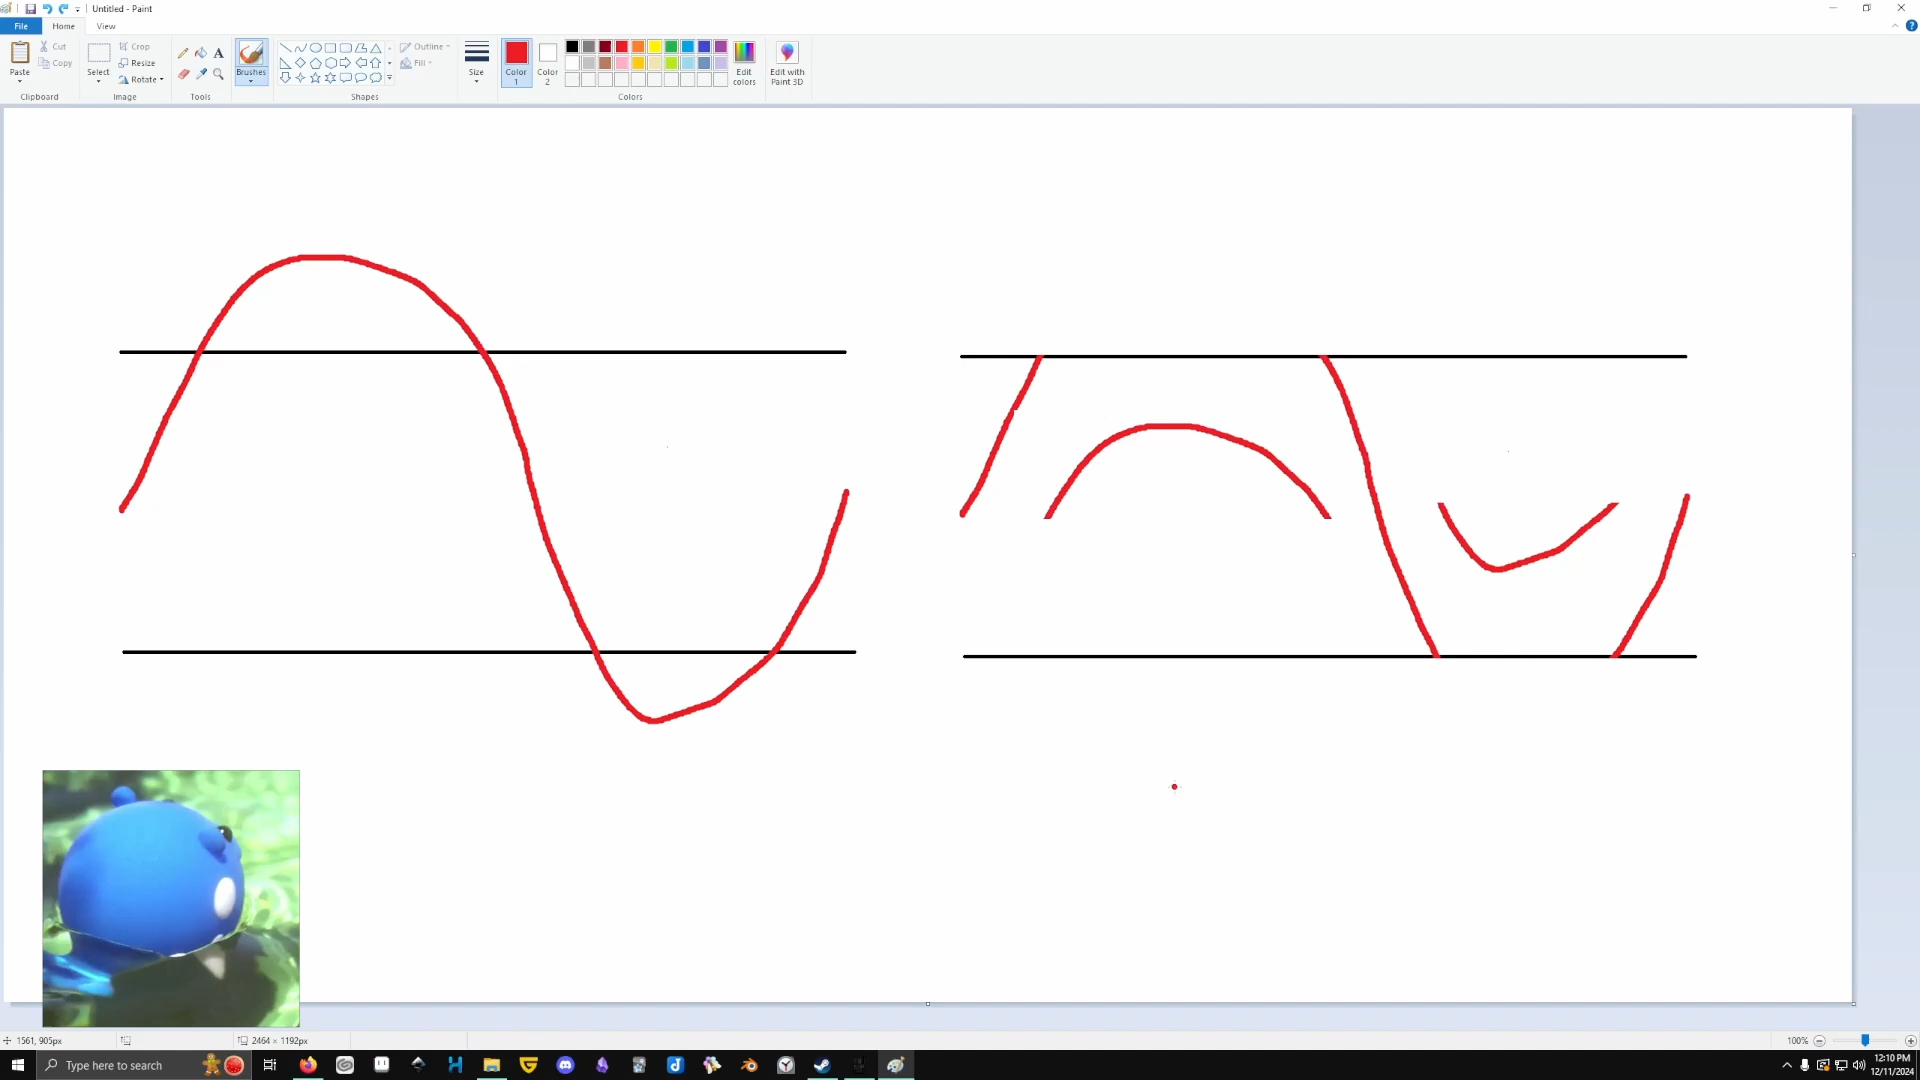 Untitled - Paint
File Home View
Paste
Cut
Copy
Clipboard
Select
Crop
Resize
Rotate
Image
A
Tools
Brushes
Outline
Fill
Shapes
Size
Color 1
Color 2
Edit colors
Colors
Edit with Paint 3D
1561, 905px
2464 × 1192px
100%
Type here to search
12:10 PM
12/11/2024